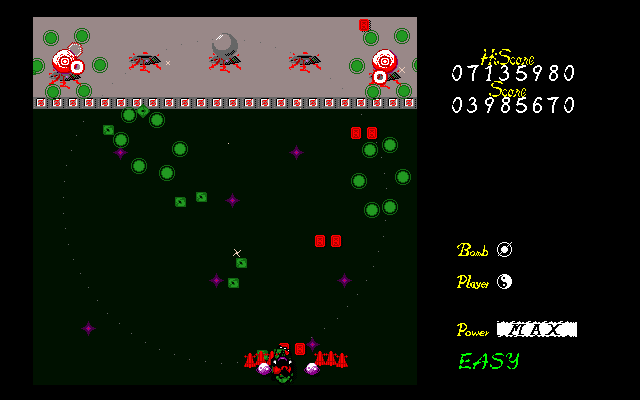 HiScore
07135980
Score
03985670
Bomb
Player
Power MAX
EASY